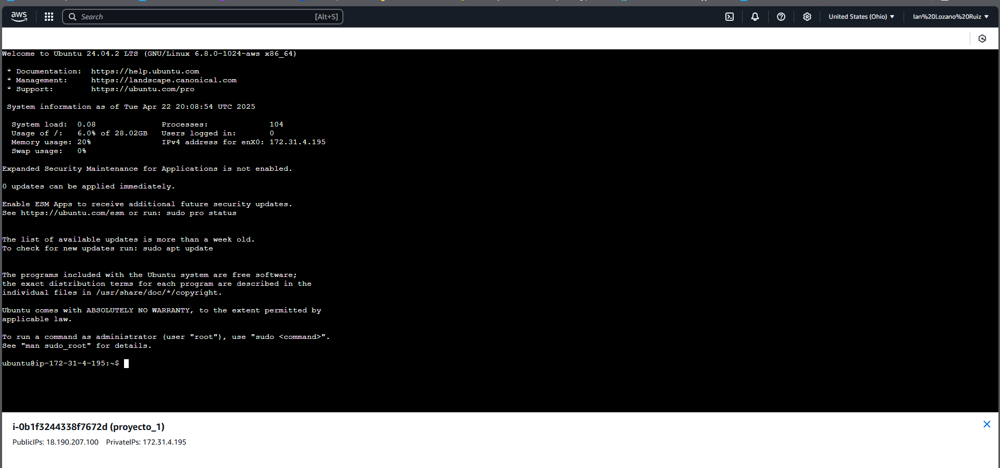 aws
Search [Alt+S]
United States (Ohio) Ian%20Lozano%20Ruiz
Welcome to Ubuntu 24.04.2 LTS (GNU/Linux 6.8.0-1024-aws x86_64)
* Documentation: https://help.ubuntu.com
* Management: https://landscape.canonical.com
* Support: https://ubuntu.com/pro
System information as of Tue Apr 22 20:08:54 UTC 2025
System load: 0.08 Processes: 104
Usage of /: 6.0% of 28.02GB Users logged in: 0
Memory usage: 20% IPv4 address for enX0: 172.31.4.195
Swap usage: 0%
Expanded Security Maintenance for Applications is not enabled.
0 updates can be applied immediately.
Enable ESM Apps to receive additional future security updates.
See https://ubuntu.com/esm or run: sudo pro status
The list of available updates is more than a week old.
To check for new updates run: sudo apt update
The programs included with the Ubuntu system are free software;
the exact distribution terms for each program are described in the
individual files in /usr/share/doc/*/copyright.
Ubuntu comes with ABSOLUTELY NO WARRANTY, to the extent permitted by
applicable law.
To run a command as administrator (user "root"), use "sudo <command>".
See "man sudo_root" for details.
ubuntu@ip-172-31-4-195:~$
i-0b1f3244338f7672d (proyecto_1)
PublicIPs: 18.190.207.100 PrivateIPs: 172.31.4.195